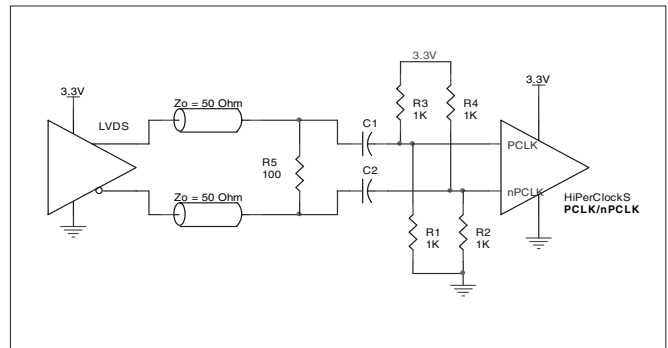 3.3V
3.3V
3.3V
Zo = 50 Ohm
LVDS
R3
1K
R4
1K
C1
PCLK
R5
100
C2
Zo = 50 Ohm
nPCLK
HiPerClockS
PCLK/nPCLK
R1
1K
R2
1K